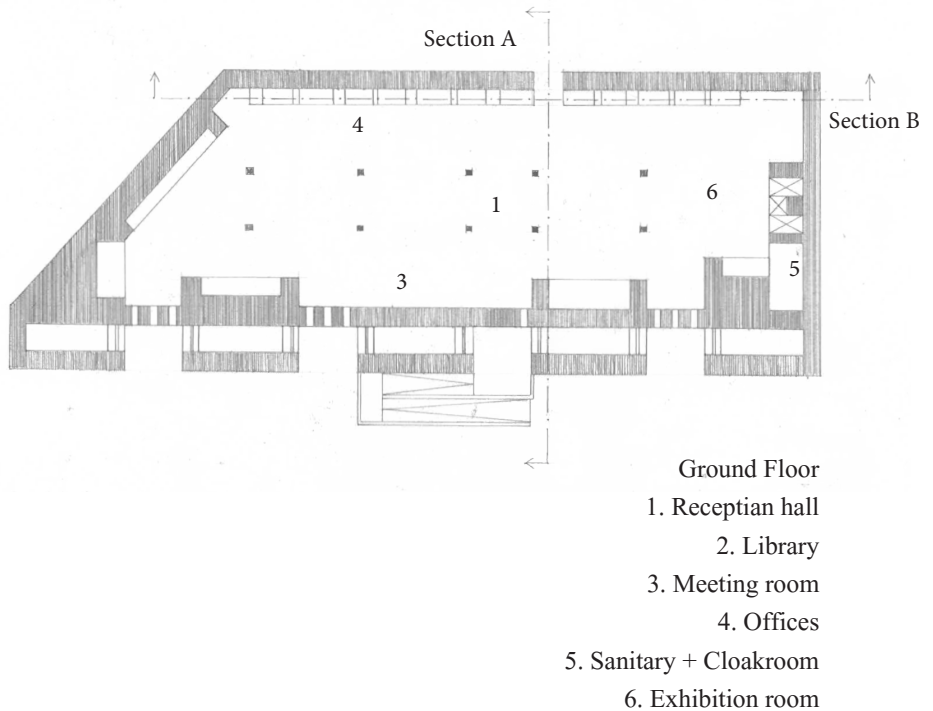 Section A
Section B
4
6
1
5
3
Ground Floor
1. Receptian hall
2. Library
3. Meeting room
4. Offices
5. Sanitary + Cloakroom
6. Exhibition room